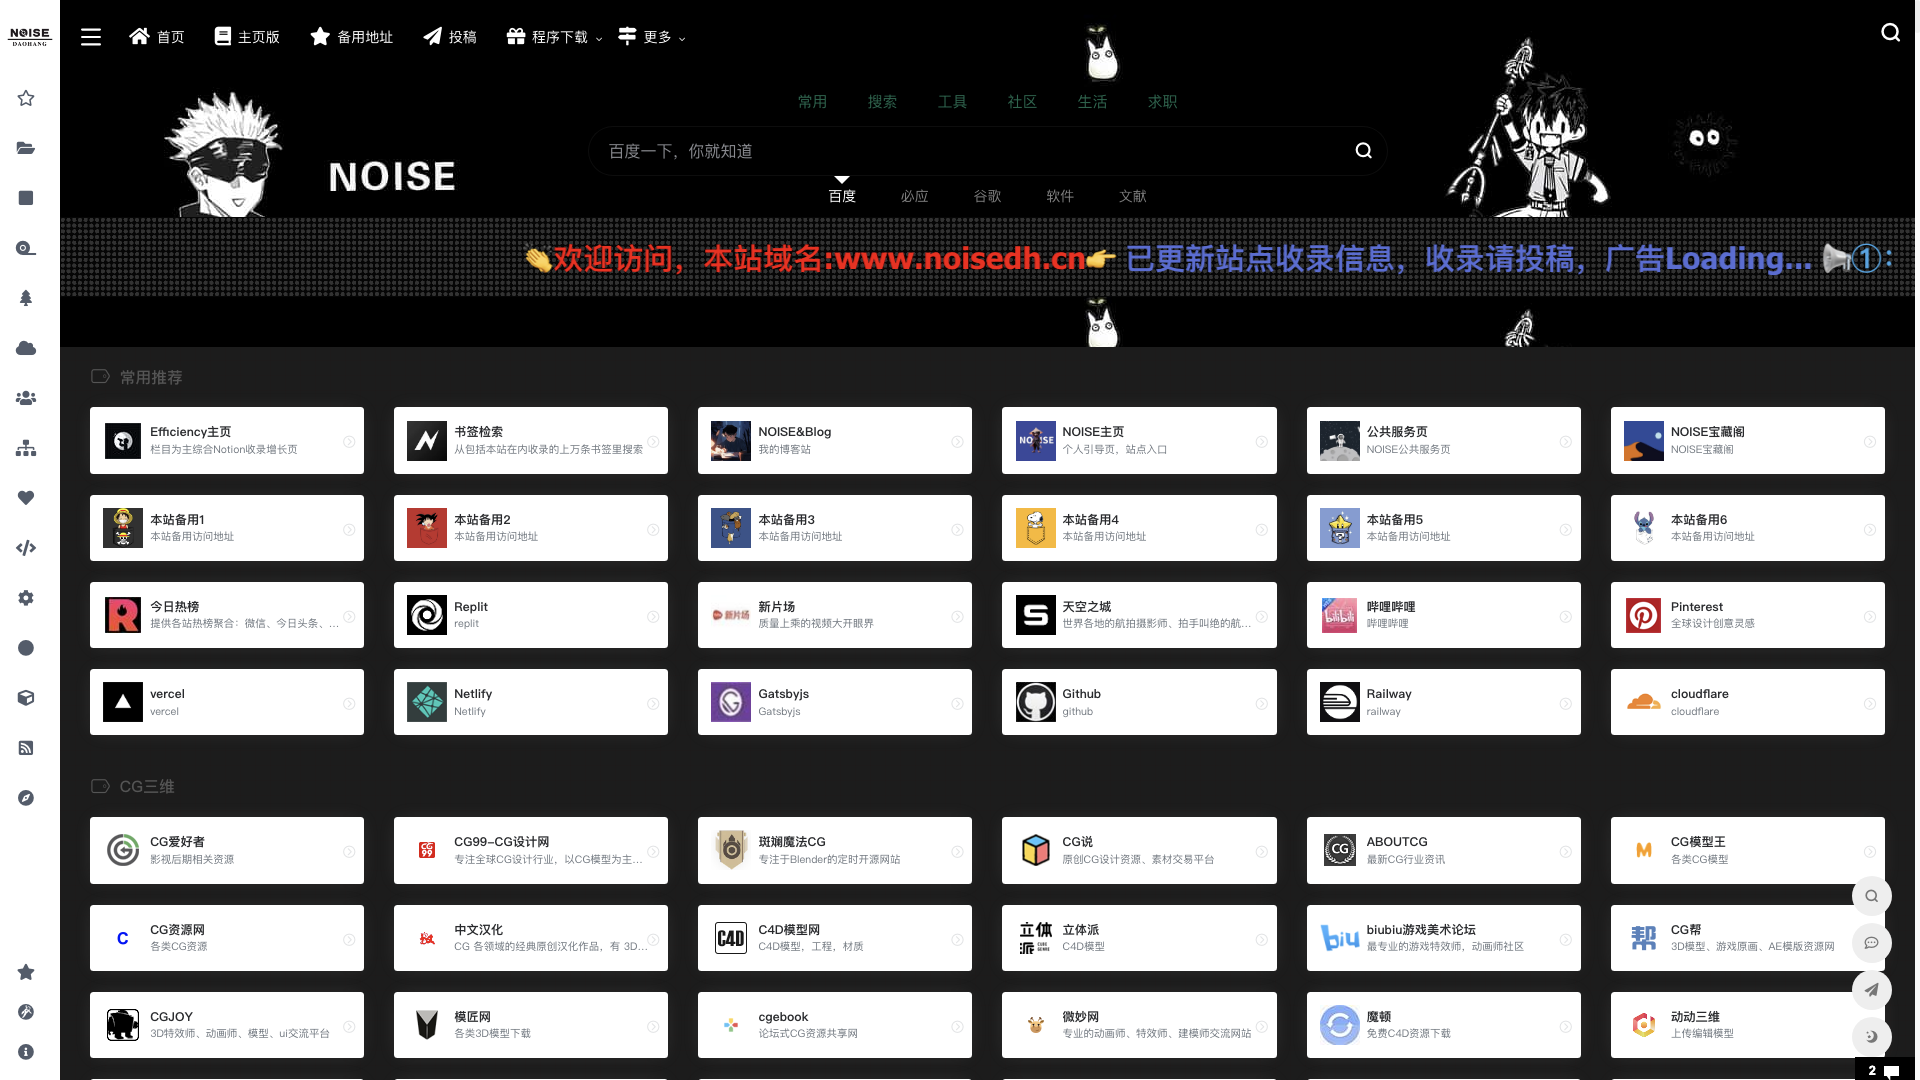 NOISE
DAOHANG
首页
主页版
备用地址
投稿
程序下载
更多
常用
搜索
工具
社区
生活
求职
NOISE
百度一下，你就知道
百度
必应
谷歌
软件
文献
👏欢迎访问，本站域名:www.noisedh.cn👉 已更新站点收录信息，收录请投稿，广告Loading... 📢①:
常用推荐
Efficiency主页
栏目为主综合Notion收录增长页
书签检索
从包括本站在内收录的上万条书签里搜索
NOISE&Blog
我的博客站
NOISE
NOISE主页
个人引导页，站点入口
公共服务页
NOISE公共服务页
NOISE宝藏阁
NOISE宝藏阁
本站备用1
本站备用访问地址
本站备用2
本站备用访问地址
本站备用3
本站备用访问地址
本站备用4
本站备用访问地址
本站备用5
本站备用访问地址
本站备用6
本站备用访问地址
今日热榜
提供各站热榜聚合：微信、今日头条、...
Replit
replit
新片场
新片场
质量上乘的视频大开眼界
天空之城
世界各地的航拍摄影师、拍手叫绝的航...
bilibili
哔哩哔哩
哔哩哔哩
Pinterest
全球设计创意灵感
vercel
vercel
Netlify
Netlify
Gatsbyjs
Gatsbyjs
Github
github
Railway
railway
cloudflare
cloudflare
CG三维
CG爱好者
影视后期相关资源
CG
99
CG99-CG设计网
专注全球CG设计行业，以CG模型为主...
斑斓魔法CG
专注于Blender的定时开源网站
CG说
原创CG设计资源、素材交易平台
CG
ABOUTCG
最新CG行业资讯
M
CG模型王
各类CG模型
C
CG资源网
各类CG资源
中文汉化
CG 各领域的经典原创汉化作品，有 3D...
C4D
C4D模型网
C4D模型，工程，材质
立体
派
CUBE
GENRE
立体派
C4D模型
biu
biubiu游戏美术论坛
最专业的游戏特效师，动画师社区
帮
CG帮
3D模型、游戏原画、AE模版资源网
CGJOY
3D特效师、动画师、模型、ui交流平台
模匠网
各类3D模型下载
cgebook
论坛式CG资源共享网
微妙网
专业的动画师、特效师、建模师交流网站
魔顿
免费C4D资源下载
动动三维
上传编辑模型
2